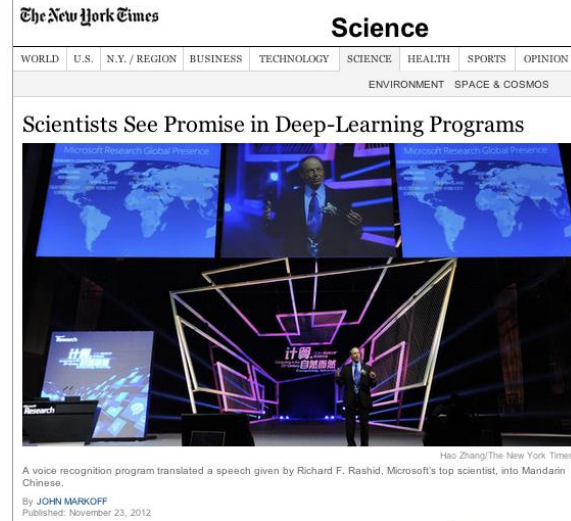 The New York Times
Science
WORLD U.S. N.Y. / REGION BUSINESS TECHNOLOGY SCIENCE HEALTH SPORTS OPINION
ENVIRONMENT SPACE & COSMOS
Scientists See Promise in Deep-Learning Programs
Microsoft Research Global Presence
Microsoft Research Global Presence
Research
Research
Hao Zhang/The New York Times
A voice recognition program translated a speech given by Richard F. Rashid, Microsoft's top scientist, into Mandarin
Chinese.
By JOHN MARKOFF
Published: November 23, 2012